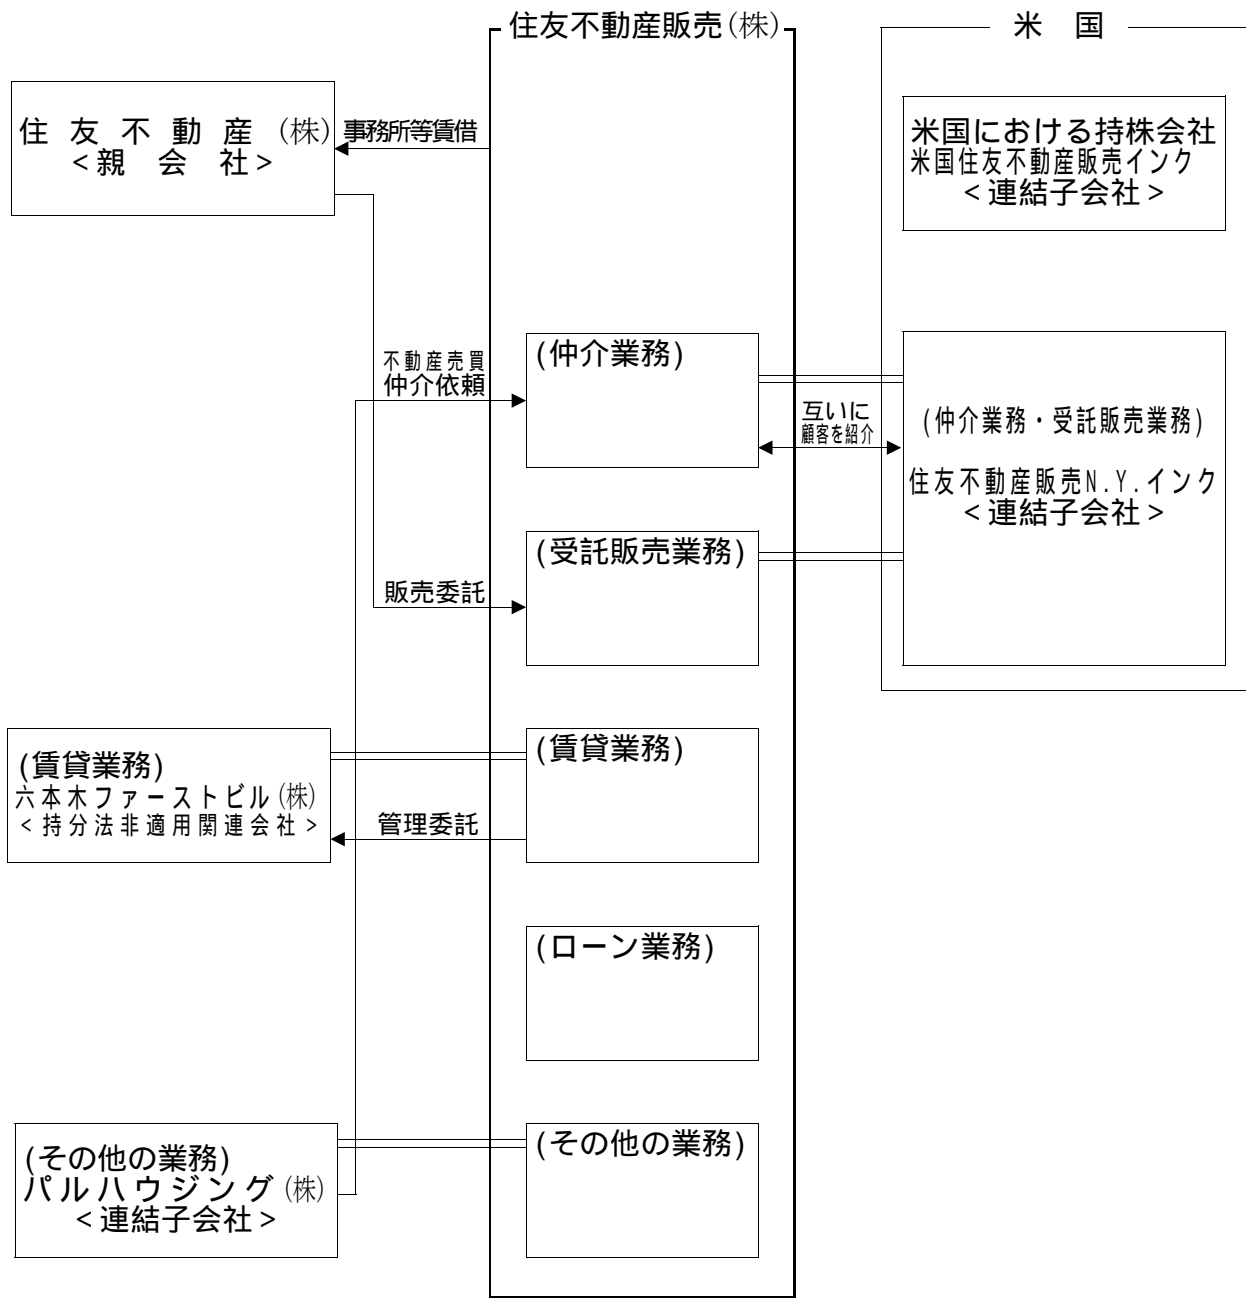 住友不動産販売(株)
米 国
住友不動産(株)
<親 会 社>
事務所等賃借
米国における持株会社
米国住友不動産販売インク
<連結子会社>
不動産売買
仲介依頼
(仲介業務)
互いに
顧客を紹介
(仲介業務・受託販売業務)
住友不動産販売N.Y.インク
<連結子会社>
販売委託
(受託販売業務)
(賃貸業務)
六本木ファーストビル(株)
<持分法非適用関連会社>
管理委託
(賃貸業務)
(ローン業務)
(その他の業務)
パルハウジング(株)
<連結子会社>
(その他の業務)